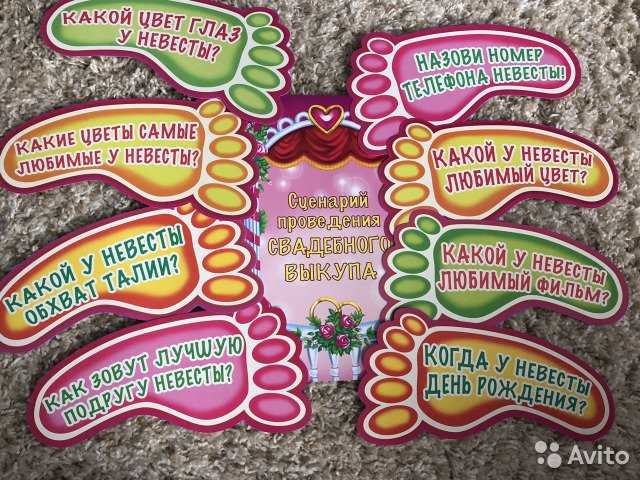 КАКОЙ ЦВЕТ ГЛАЗ
У НЕВЕСТЫ?
НАЗОВИ НОМЕР
ТЕЛЕФОНА НЕВЕСТЫ!
КАКИЕ ЦВЕТЫ САМЫЕ
ЛЮБИМЫЕ У НЕВЕСТЫ?
КАКОЙ У НЕВЕСТЫ
ЛЮБИМЫЙ ЦВЕТ?
Сценарий
проведения
СВАДЕБНОГО
ВЫКУПА
КАКОЙ У НЕВЕСТЫ
ОБХВАТ ТАЛИИ?
КАКОЙ У НЕВЕСТЫ
ЛЮБИМЫЙ ФИЛЬМ?
КАК ЗОВУТ ЛУЧШУЮ
ПОДРУГУ НЕВЕСТЫ?
КОГДА У НЕВЕСТЫ
ДЕНЬ РОЖДЕНИЯ?
Avito